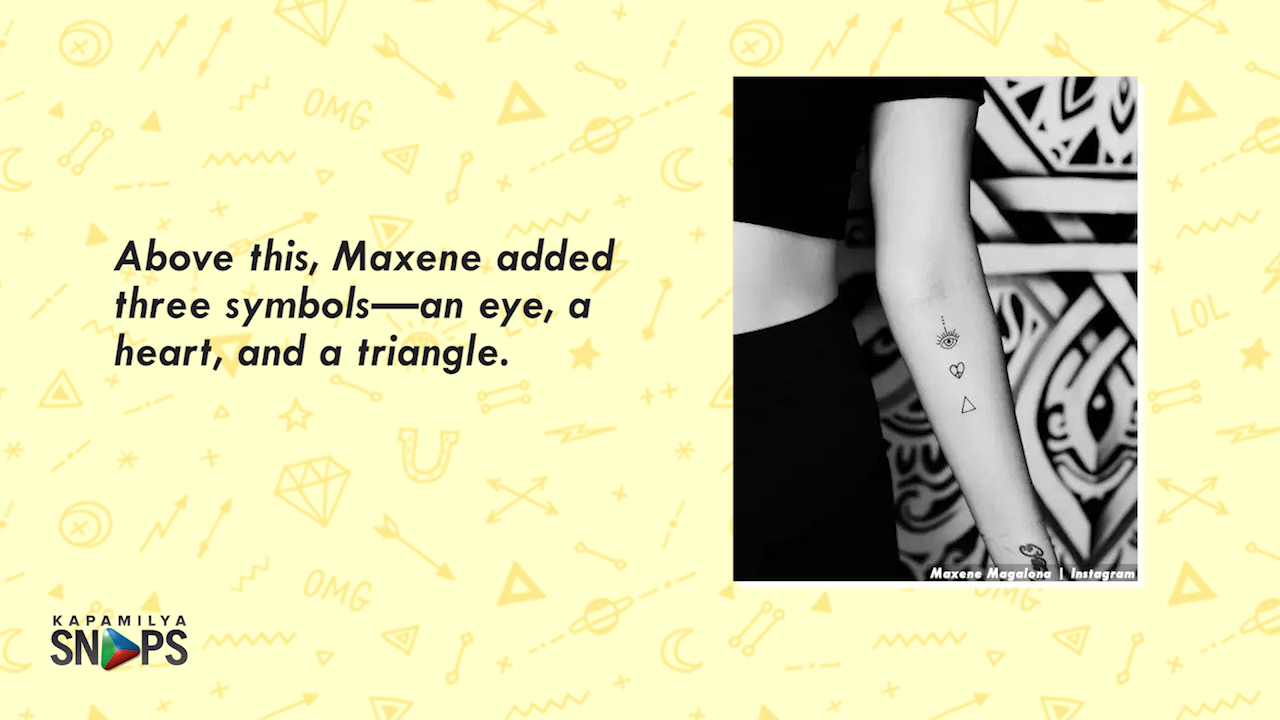 OMG
Above this, Maxene added
three symbols—an eye, a
heart, and a triangle.
LOL
Maxene Magalona | Instagram
OMG
OMG
KAPAMILYA
SNAPS